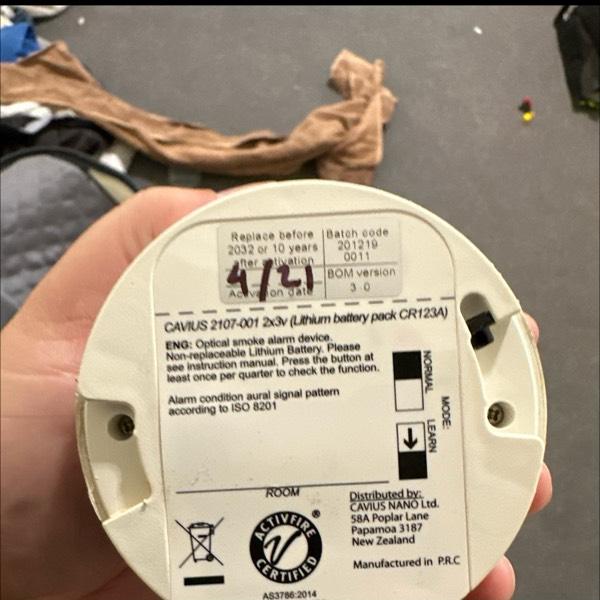 Replace before
2032 or 10 years
after activation
4/21
Activation date
Batch code
201219
0011
BOM version
3 0
CAVIUS 2107-001 2x3v (Lithium battery pack CR123A)
ENG: Optical smoke alarm device.
Non-replaceable Lithium Battery. Please
see instruction manual. Press the button at
least once per quarter to check the function.
Alarm condition aural signal pattern
according to ISO 8201
NORMAL
MODE:
LEARN
ROOM
ACTIVFIRE
®
CERTIFIED
AS3786:2014
Distributed by:
CAVIUS NANO Ltd.
58A Poplar Lane
Papamoa 3187
New Zealand
Manufactured in P.R.C